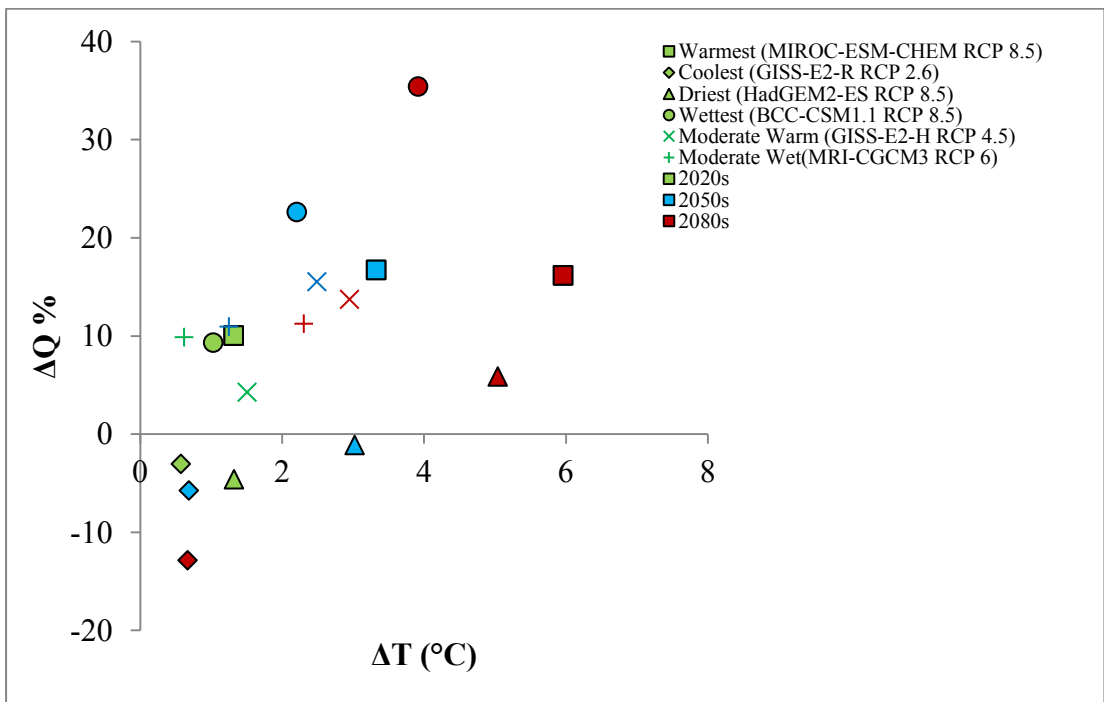 40
30
20
10
0
-10
-20
0
2
4
6
8
ΔQ %
ΔT (°C)
Warmest (MIROC-ESM-CHEM RCP 8.5)
Coolest (GISS-E2-R RCP 2.6)
Driest (HadGEM2-ES RCP 8.5)
Wettest (BCC-CSM1.1 RCP 8.5)
Moderate Warm (GISS-E2-H RCP 4.5)
Moderate Wet(MRI-CGCM3 RCP 6)
2020s
2050s
2080s